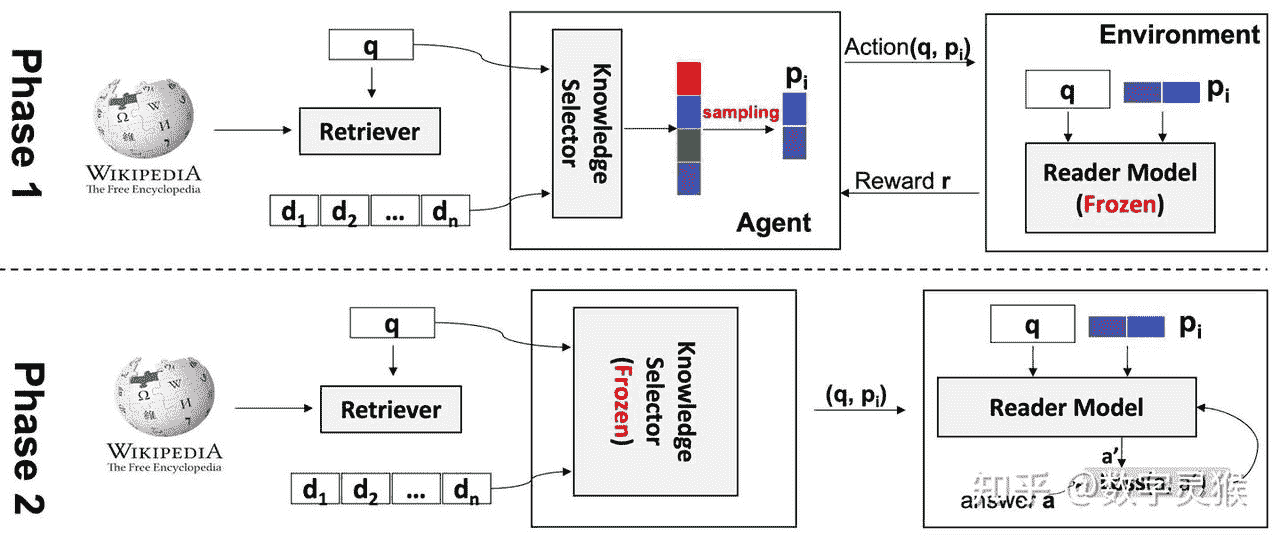 Phase 1
WIKIPEDIA
The Free Encyclopedia
Ω
W
И
q
Retriever
d1
d2
...
dn
Knowledge
Selector
sampling
pi
Agent
Action(q, pi)
Reward r
Environment
q
pi
Reader Model
(Frozen)
Phase 2
WIKIPEDIA
The Free Encyclopedia
Ω
W
И
q
Retriever
d1
d2
...
dn
Knowledge
Selector
(Frozen)
(q, pi)
q
pi
Reader Model
a'
Loss(a, a')
answer a
知乎 @数字灵猴